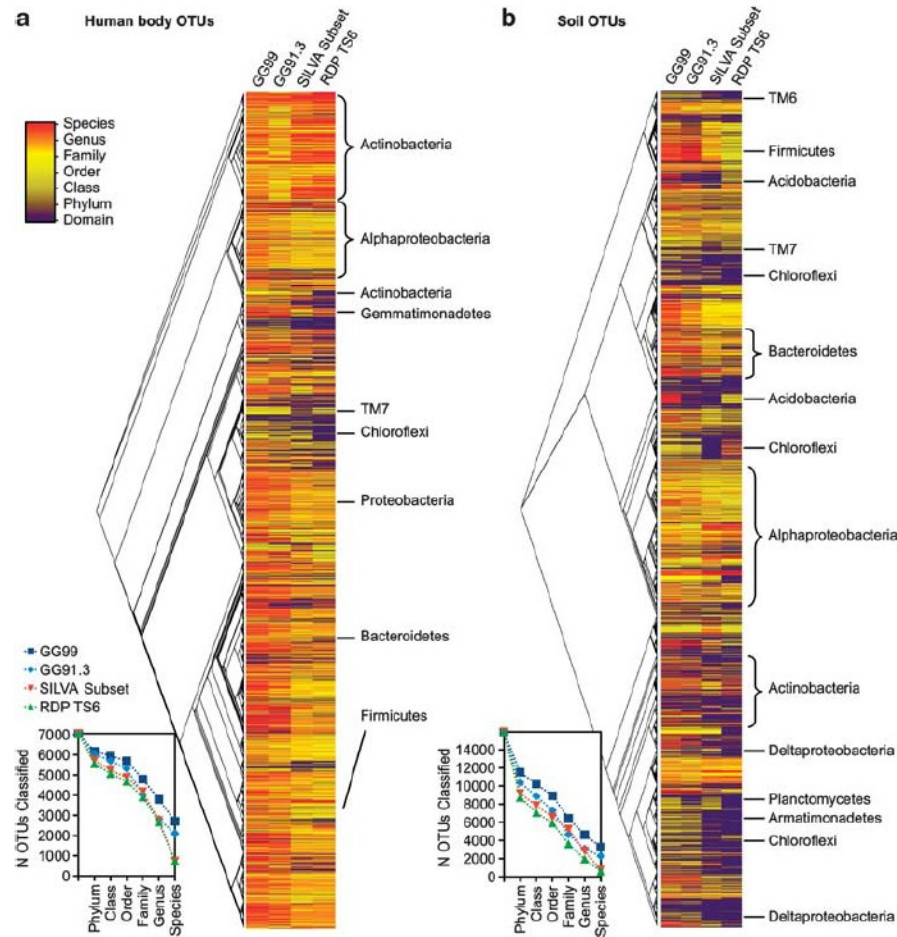 a
Human body OTUs
GG99
GG91.3
SILVA Subset
RDP TS6
Species
Genus
Family
Order
Class
Phylum
Domain
Actinobacteria
Alphaproteobacteria
Actinobacteria
Gemmatimonadetes
TM7
Chloroflexi
Proteobacteria
Bacteroidetes
Firmicutes
GG99
GG91.3
SILVA Subset
RDP TS6
7000
6000
5000
4000
3000
2000
1000
0
N OTUs Classified
Phylum
Class
Order
Family
Genus
Species
b
Soil OTUs
GG99
GG91.3
SILVA Subset
RDP TS6
TM6
Firmicutes
Acidobacteria
TM7
Chloroflexi
Bacteroidetes
Acidobacteria
Chloroflexi
Alphaproteobacteria
Actinobacteria
Deltaproteobacteria
Planctomycetes
Armatimonadetes
Chloroflexi
Deltaproteobacteria
14000
12000
10000
8000
6000
4000
2000
0
N OTUs Classified
Phylum
Class
Order
Family
Genus
Species